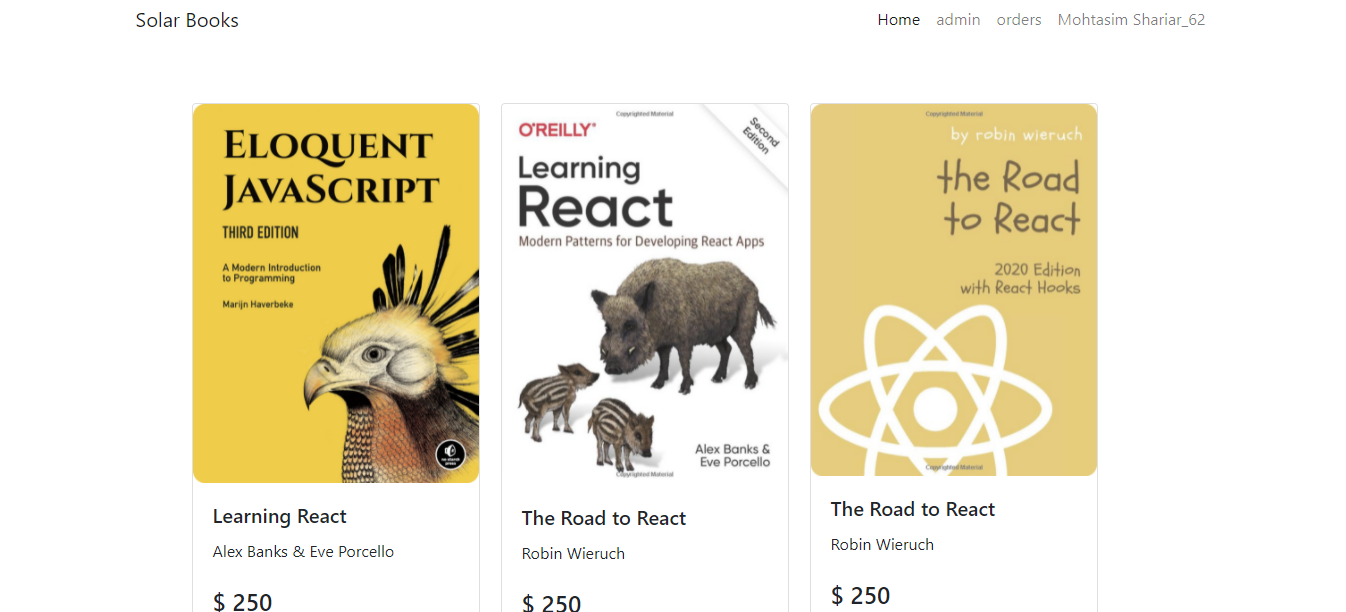 Solar Books
Home admin orders Mohtasim Shariar_62
ELOQUENT
JAVASCRIPT
THIRD EDITION
A Modern Introduction
to Programming
Marijn Haverbeke
no starch
press
Learning React
Alex Banks & Eve Porcello
$ 250
Copyrighted Material
O'REILLY®
Second
Edition
Learning
React
Modern Patterns for Developing React Apps
Alex Banks &
Eve Porcello
Copyrighted Material
The Road to React
Robin Wieruch
$ 250
Copyrighted Material
by robin wieruch
the Road
to React
2020 Edition
with React Hooks
Copyrighted Material
The Road to React
Robin Wieruch
$ 250